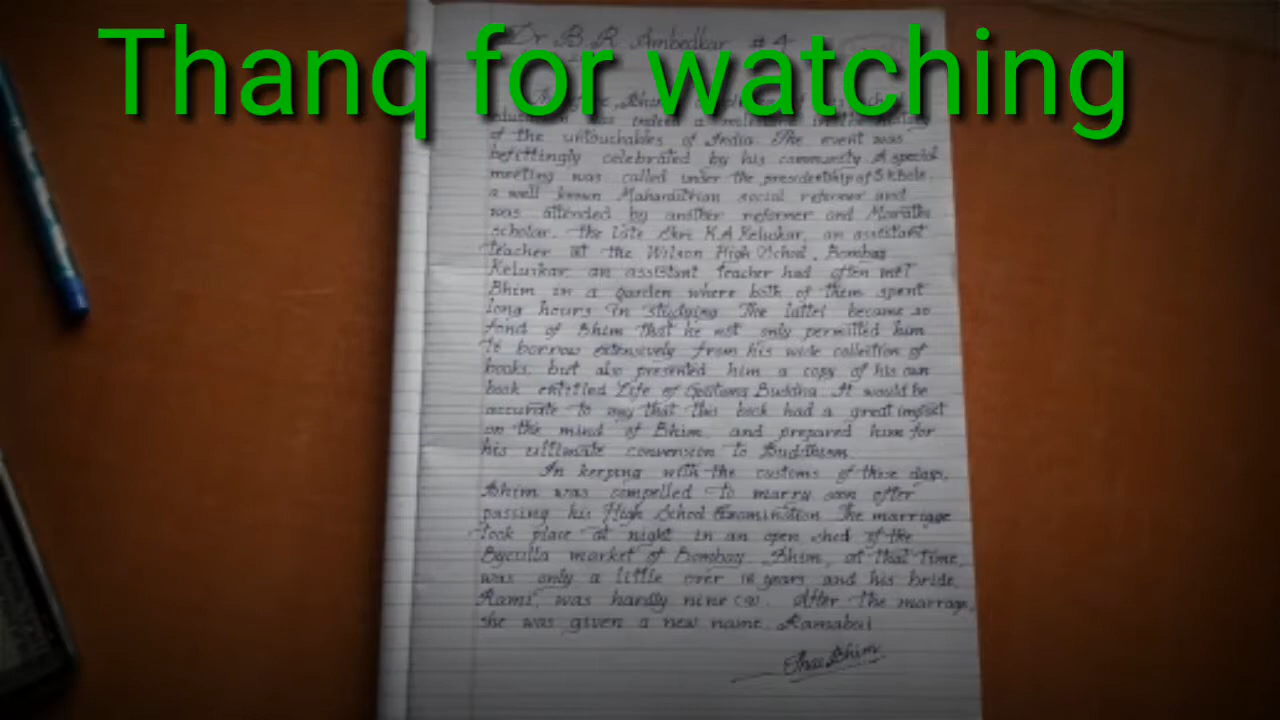 Thanq for watching
Dr B.R Ambedkar #4
of the untouchables of India. The event was
befittingly celebrated by his community. A special
meeting was called under the presidentship of S.K.Bole,
a well known Maharastrian social reformer and
was attended by another reformer and Maratha
scholar, the late Shri K.A.Keluskar, an assistant
teacher at the Wilson High School, Bombay
Keluskar, an assistant teacher had often met
Bhim in a garden where both of them spent
long hours in studying. The latter became so
fond of Bhim that he not only permitted him
to borrow extensively from his wide collection of
books, but also presented him a copy of his own
book entitled Life of Gautama Buddha. It would be
accurate to say that this book had a great impact
on the mind of Bhim, and prepared him for
his ultimate conversion to Buddhism.
In keeping with the customs of those days,
Bhim was compelled to marry soon after
passing his High School Examination. The marriage
took place at night in an open shed of the
Byculla market of Bombay. Bhim, at that time,
was only a little over 16 years and his bride,
Rami, was hardly nine (9). After the marriage,
she was given a new name, Ramabai
Bhim